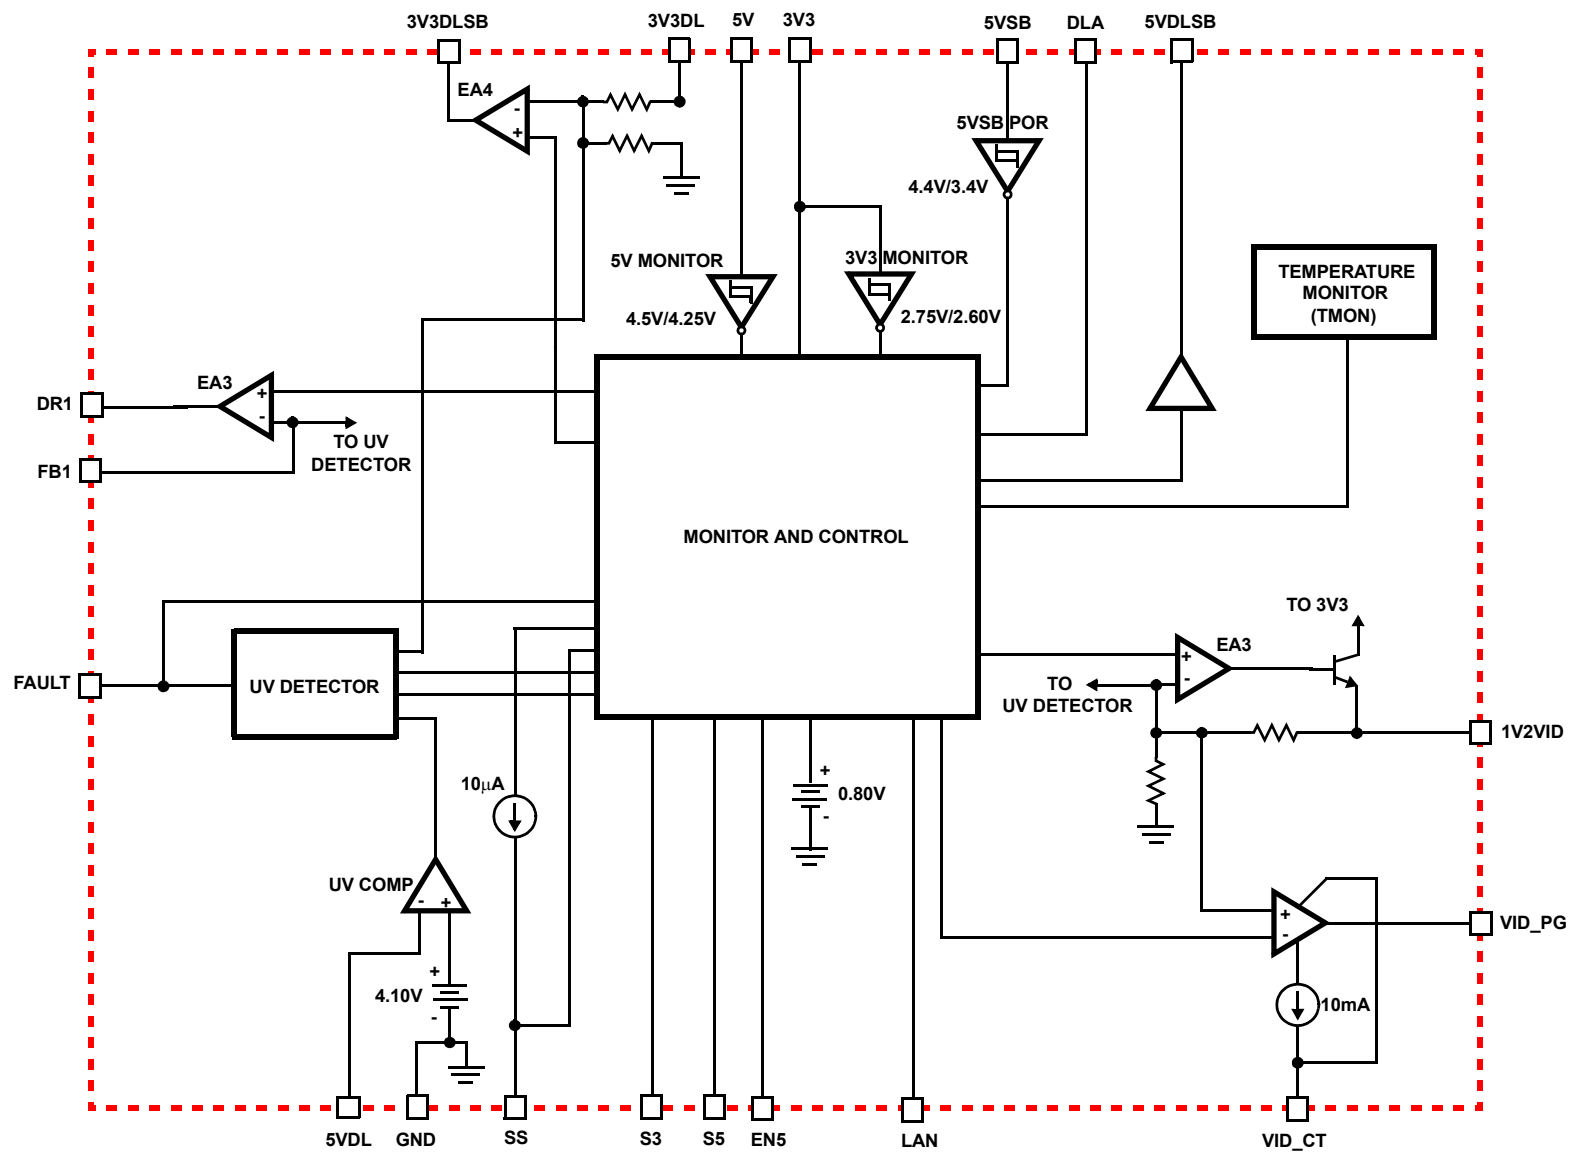 3V3DLSB
3V3DL
5V
3V3
5VSB
DLA
5VDLSB
EA4
-
+
5VSB POR
4.4V/3.4V
5V MONITOR
4.5V/4.25V
3V3 MONITOR
2.75V/2.60V
TEMPERATURE
MONITOR
(TMON)
EA3
+
-
DR1
TO UV
DETECTOR
FB1
MONITOR AND CONTROL
TO 3V3
EA3
+
-
TO
UV DETECTOR
FAULT
UV DETECTOR
1V2VID
10μA
+
0.80V
-
UV COMP
-
+
+
4.10V
-
+
-
VID_PG
10mA
5VDL
GND
SS
S3
S5
EN5
LAN
VID_CT